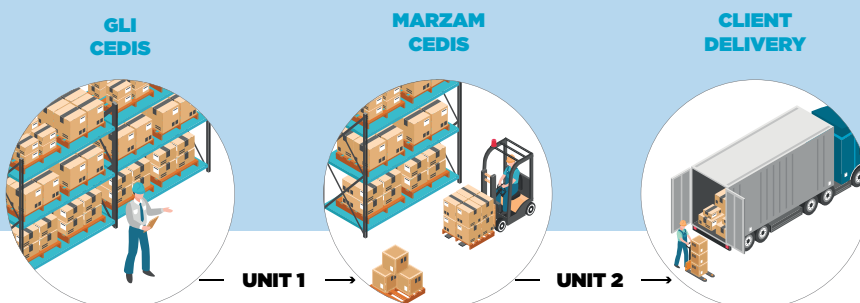 GLI
CEDIS
MARZAM
CEDIS
CLIENT
DELIVERY
UNIT 1
UNIT 2